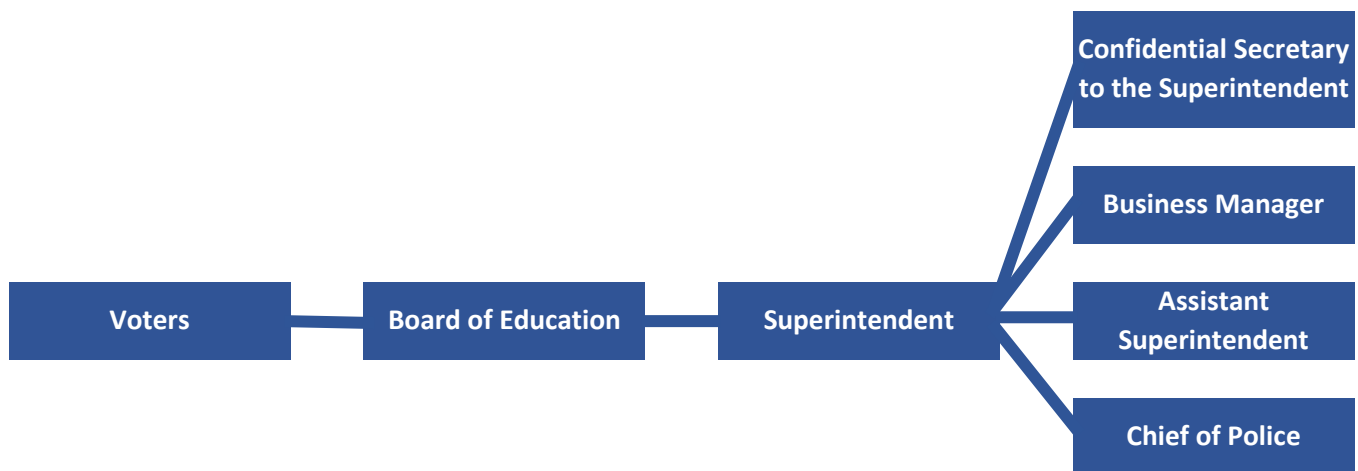 Confidential Secretary
to the Superintendent
Business Manager
Voters
Board of Education
Superintendent
Assistant
Superintendent
Chief of Police